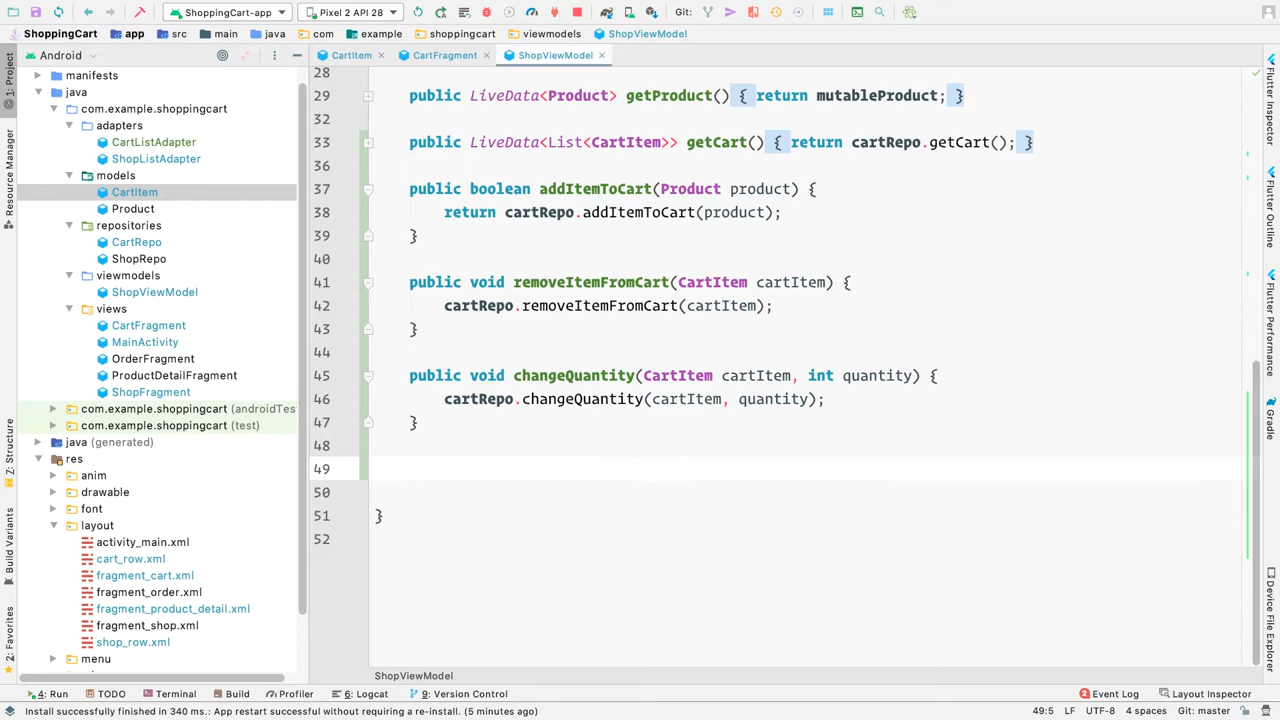 ShoppingCart-app
Pixel 2 API 28
Git:
ShoppingCart
app
src
main
java
com
example
shoppingcart
viewmodels
ShopViewModel
Android
CartItem
CartFragment
ShopViewModel
1: Project
Resource Manager
Z: Structure
Build Variants
2: Favorites
manifests
java
com.example.shoppingcart
adapters
CartListAdapter
ShopListAdapter
models
CartItem
Product
repositories
CartRepo
ShopRepo
viewmodels
ShopViewModel
views
CartFragment
MainActivity
OrderFragment
ProductDetailFragment
ShopFragment
com.example.shoppingcart (androidTes
com.example.shoppingcart (test)
java (generated)
res
anim
drawable
font
layout
activity_main.xml
cart_row.xml
fragment_cart.xml
fragment_order.xml
fragment_product_detail.xml
fragment_shop.xml
shop_row.xml
menu
28
29 public LiveData<Product> getProduct() { return mutableProduct; }
32
33 public LiveData<List<CartItem>> getCart() { return cartRepo.getCart(); }
36
37 public boolean addItemToCart(Product product) {
38 return cartRepo.addItemToCart(product);
39 }
40
41 public void removeItemFromCart(CartItem cartItem) {
42 cartRepo.removeItemFromCart(cartItem);
43 }
44
45 public void changeQuantity(CartItem cartItem, int quantity) {
46 cartRepo.changeQuantity(cartItem, quantity);
47 }
48
49
50
51 }
52
ShopViewModel
Flutter Inspector
Flutter Outline
Flutter Performance
Gradle
Device File Explorer
4: Run
TODO
Terminal
Build
Profiler
6: Logcat
9: Version Control
2 Event Log
Layout Inspector
Install successfully finished in 340 ms.: App restart successful without requiring a re-install. (5 minutes ago)
49:5 LF UTF-8 4 spaces Git: master